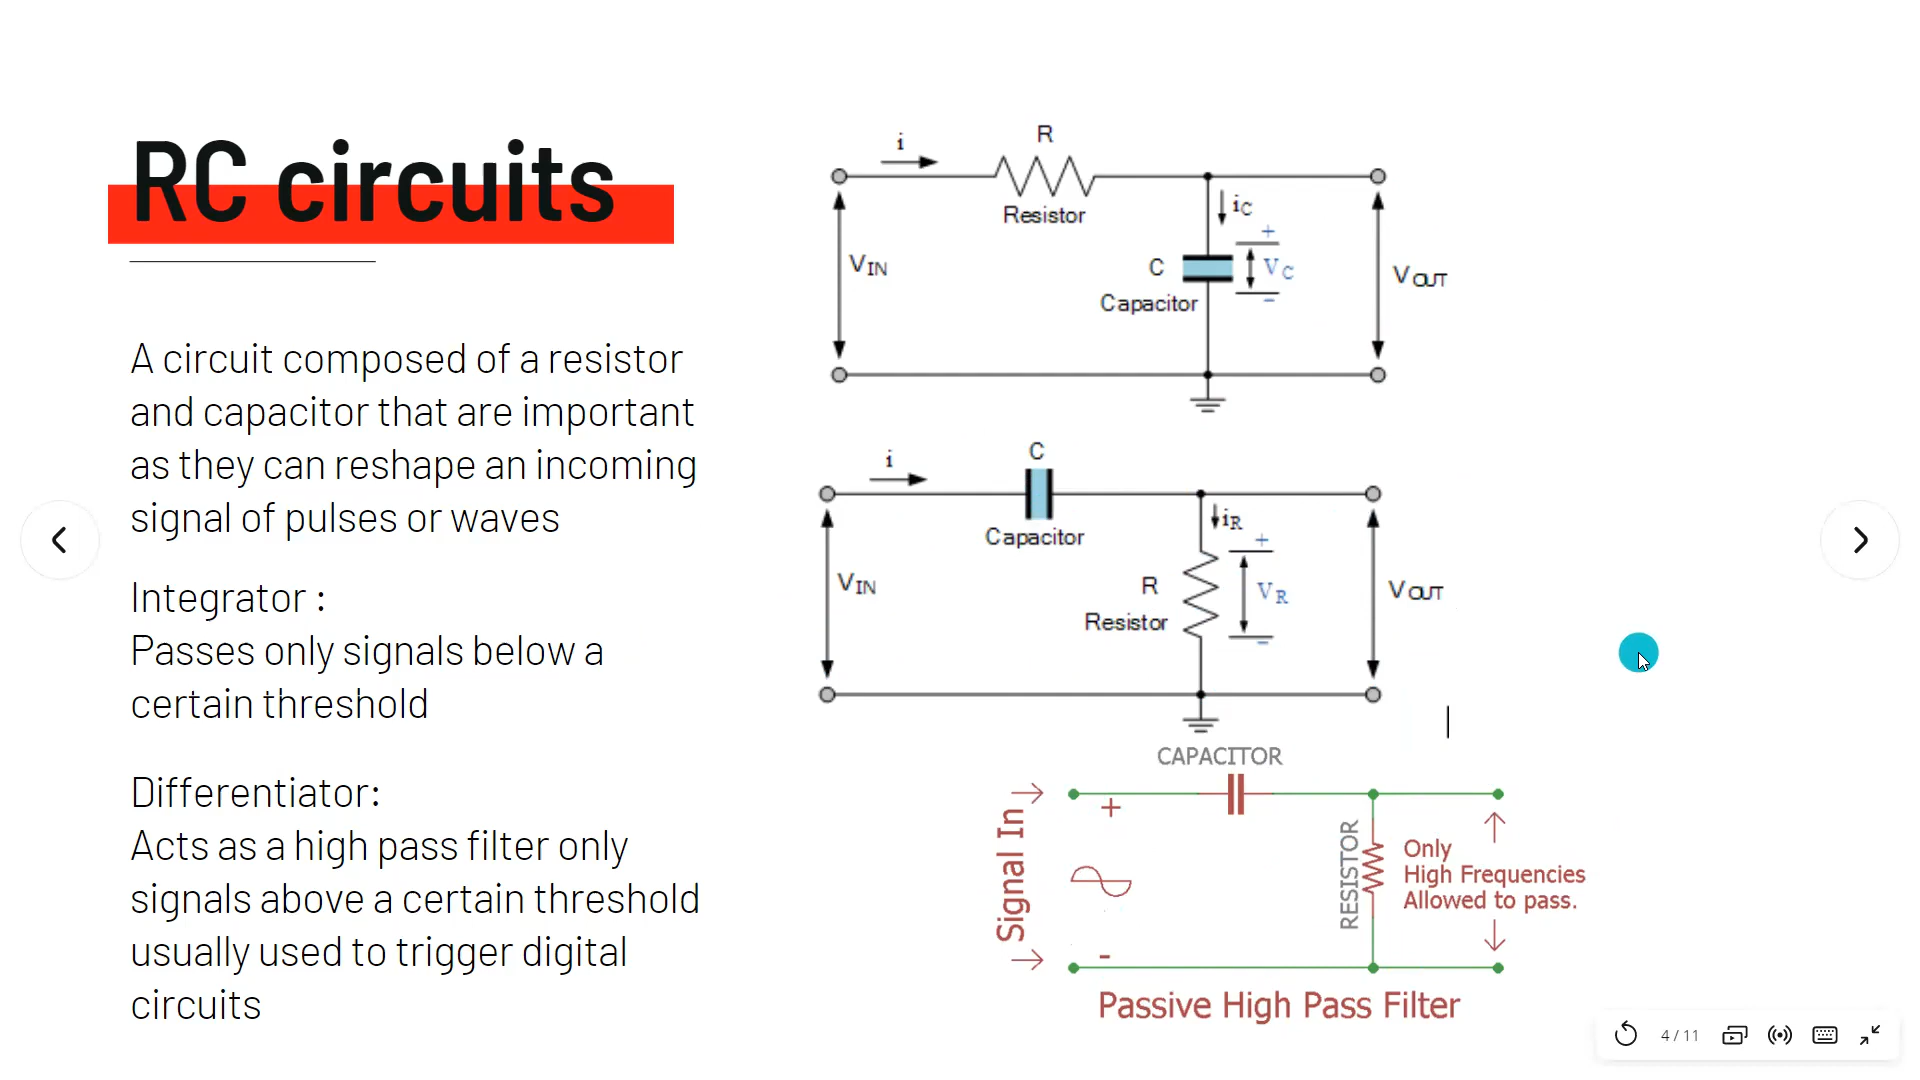 RC circuits
A circuit composed of a resistor
and capacitor that are important
as they can reshape an incoming
signal of pulses or waves
Integrator :
Passes only signals below a
certain threshold
Differentiator:
Acts as a high pass filter only
signals above a certain threshold
usually used to trigger digital
circuits
i
R
Resistor
iC
+
VIN
C
VC
VOUT
Capacitor
−
i
C
Capacitor
iR
+
VIN
R
VR
VOUT
Resistor
−
CAPACITOR
Signal In
+
RESISTOR
Only
High Frequencies
Allowed to pass.
-
Passive High Pass Filter
4 / 11